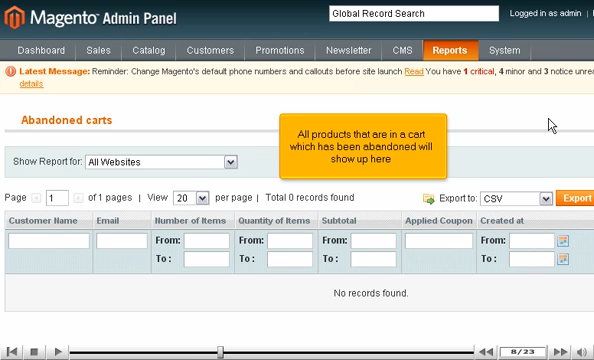 Magento® Admin Panel
Global Record Search
Logged in as admin
Dashboard Sales Catalog Customers Promotions Newsletter CMS Reports System
Latest Message: Reminder: Change Magento's default phone numbers and callouts before site launch Read You have 1 critical, 4 minor and 3 notice unre
details
Abandoned carts
All products that are in a cart
which has been abandoned will
show up here
Show Report for: All Websites
Page 1 of 1 pages | View 20 per page | Total 0 records found Export to: CSV Export
Customer Name Email Number of Items Quantity of Items Subtotal Applied Coupon Created at
From: From: From: From:
To : To : To : To :
No records found.
8/23